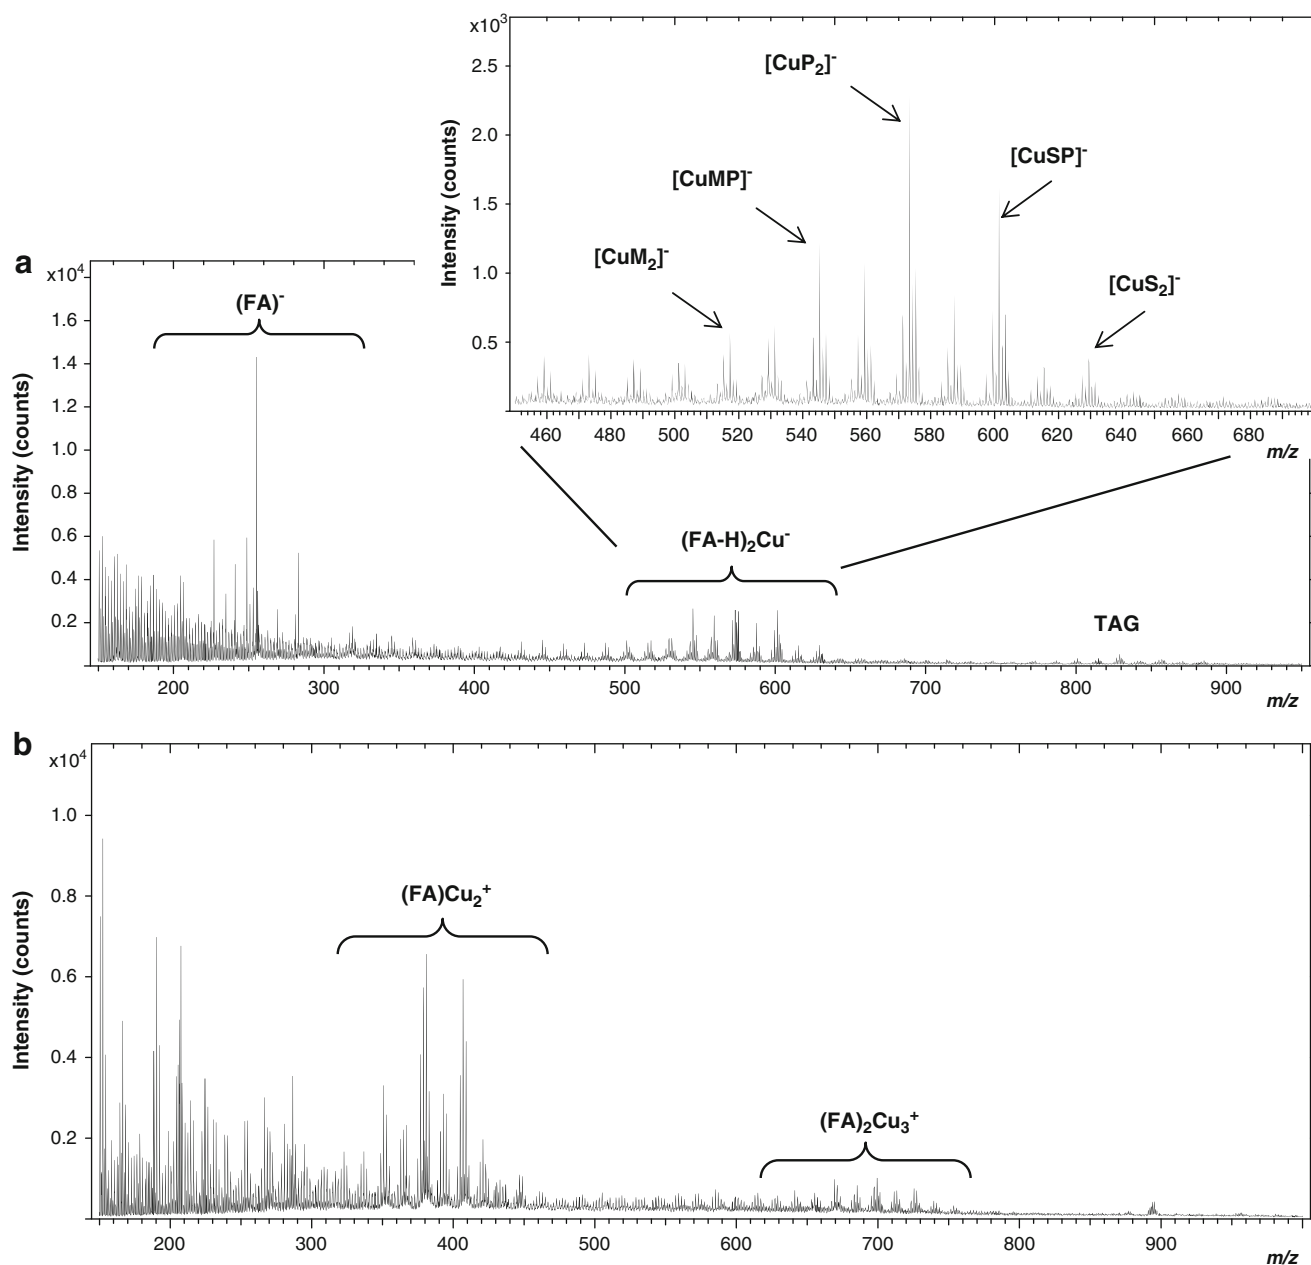 x10³
2.5
2.0
1.5
1.0
0.5
Intensity (counts)
[CuP₂]⁻
[CuSP]⁻
[CuMP]⁻
[CuM₂]⁻
[CuS₂]⁻
460 480 500 520 540 560 580 600 620 640 660 680
m/z
a
x10⁴
1.6
1.4
1.2
1.0
0.8
0.6
0.4
0.2
Intensity (counts)
(FA)⁻
(FA-H)₂Cu⁻
TAG
200 300 400 500 600 700 800 900
m/z
b
x10⁴
1.0
0.8
0.6
0.4
0.2
Intensity (counts)
(FA)Cu₂⁺
(FA)₂Cu₃⁺
200 300 400 500 600 700 800 900
m/z